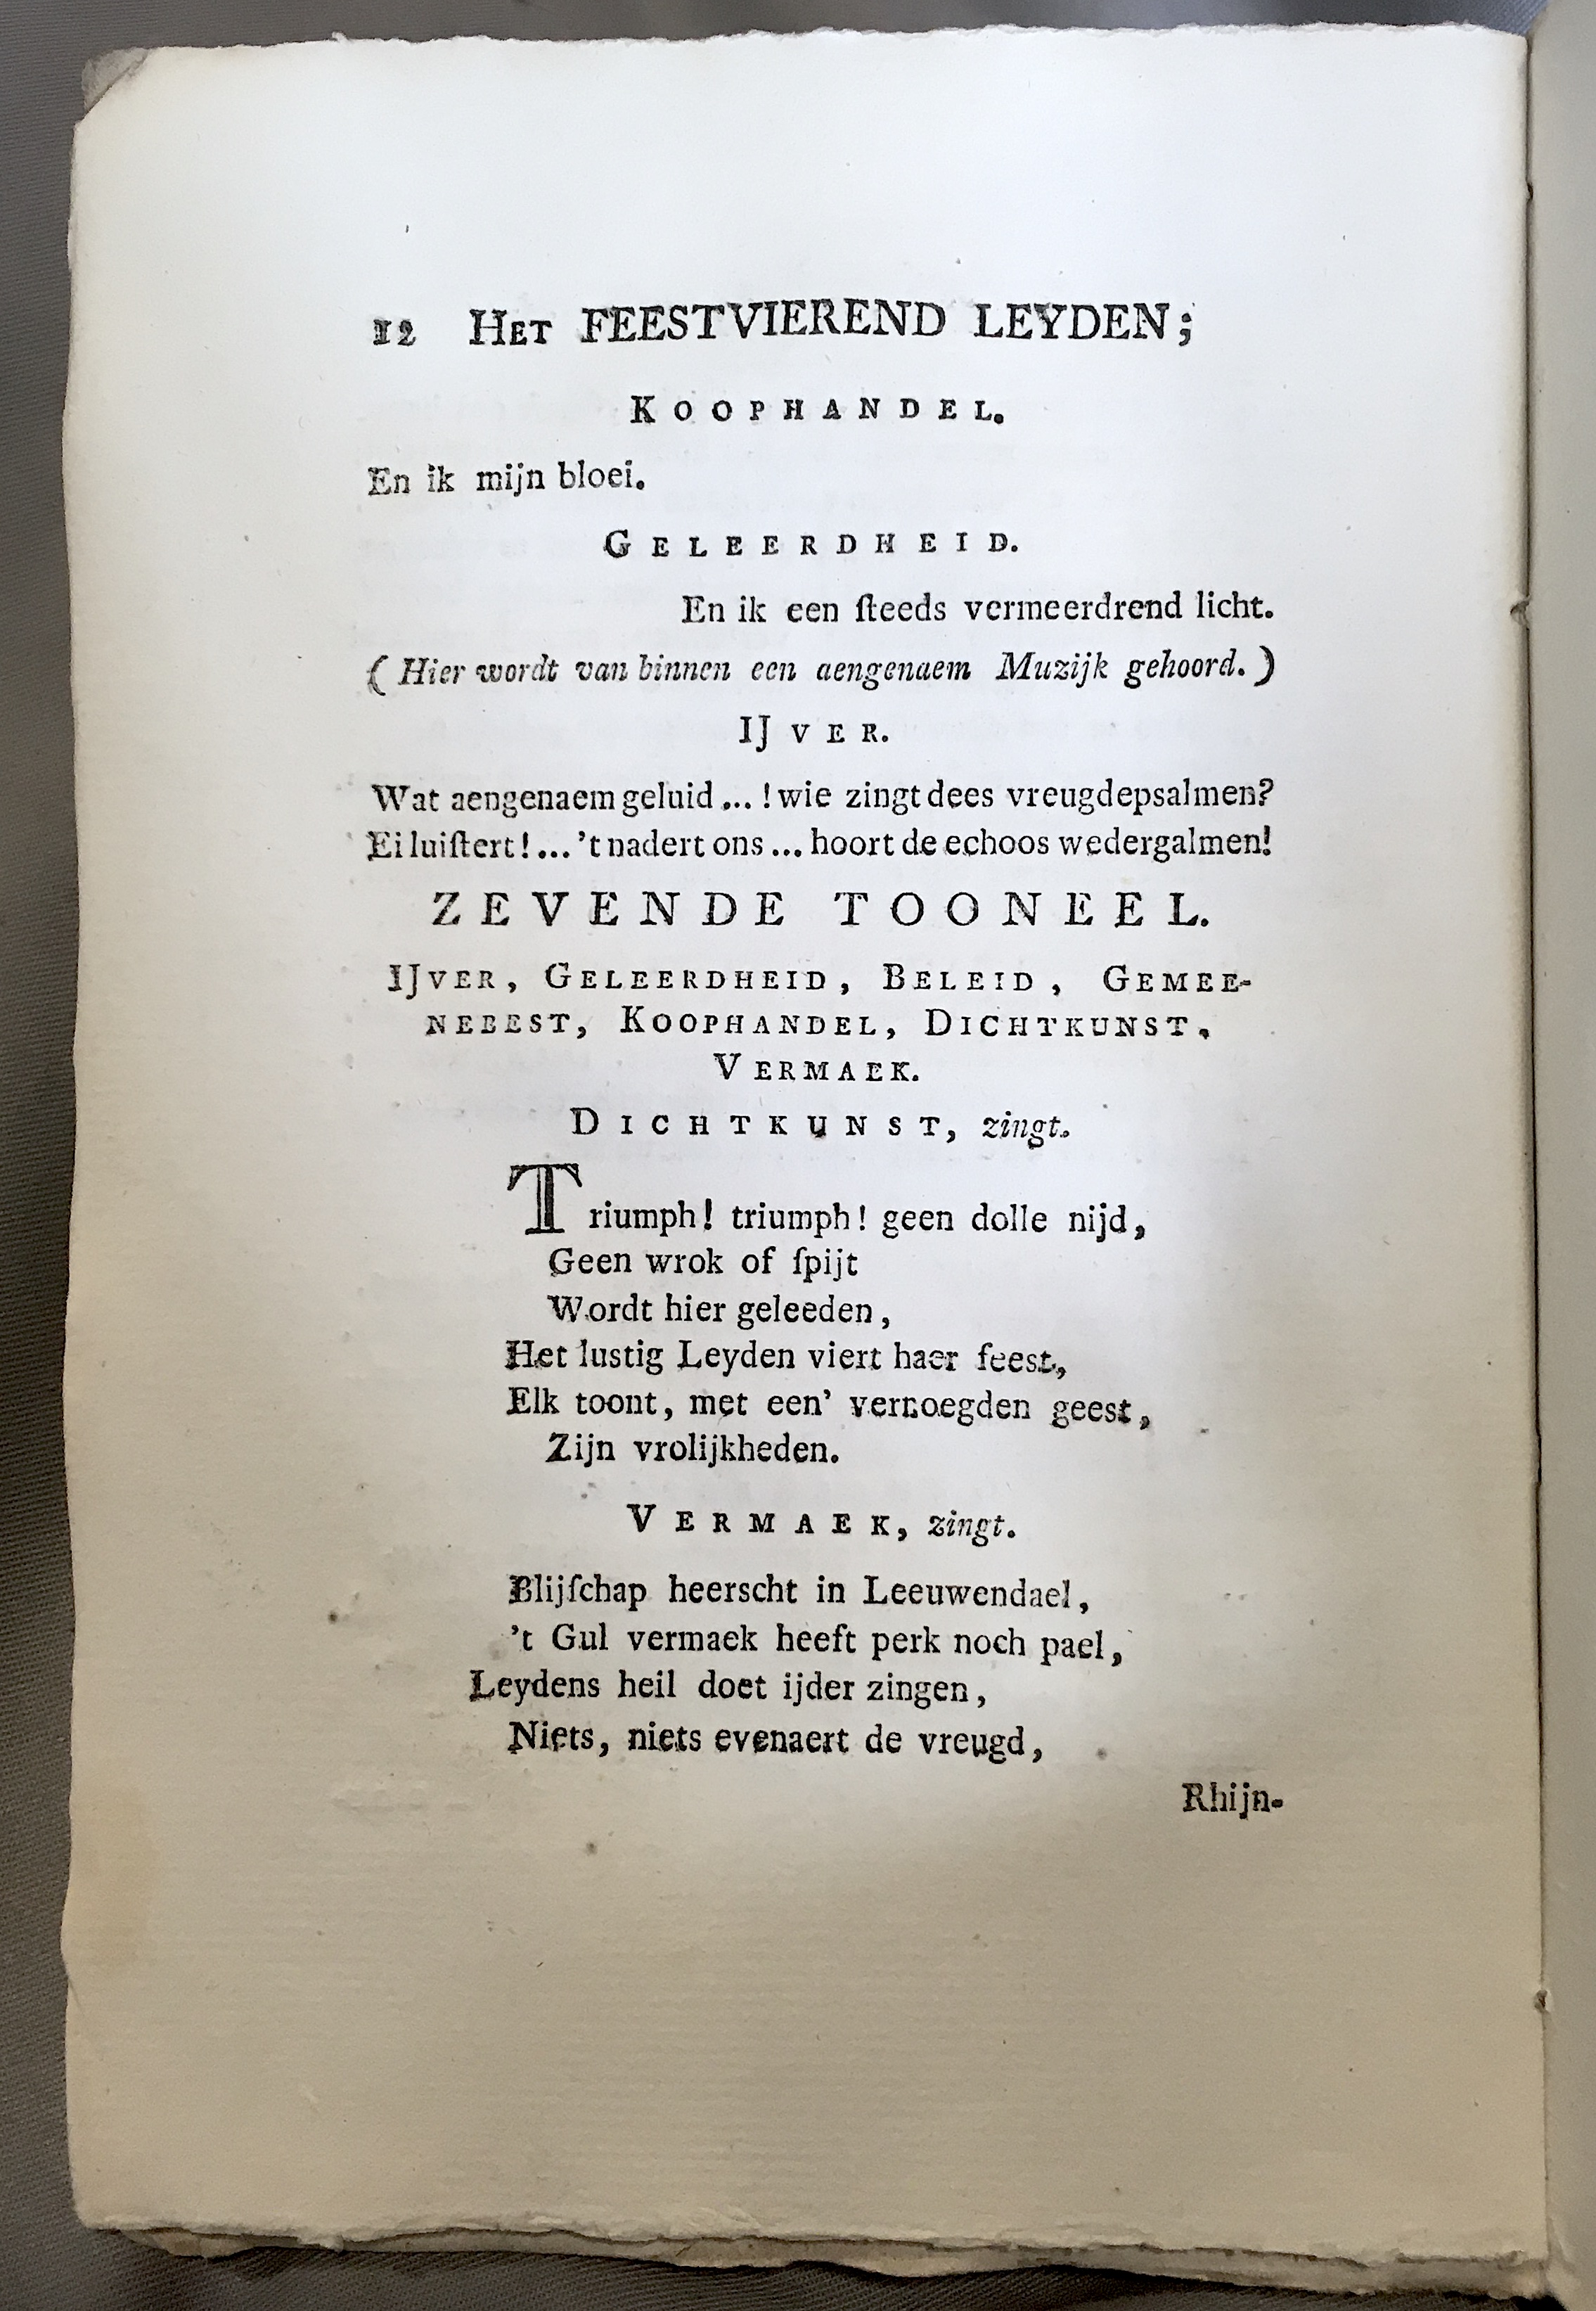 12 HET FEESTVIEREND LEYDEN;
KOOPHANDEL.
En ik mijn bloei.
GELEERDHEID.
En ik een ſteeds vermeerdrend licht.
( Hier wordt van binnen een aengenaem Muzijk gehoord. )
IJVER.
Wat aengenaem geluid ... ! wie zingt dees vreugdepsalmen?
Ei luiſtert! ... 't nadert ons ... hoort de echoos wedergalmen!
ZEVENDE TOONEEL.
IJVER, GELEERDHEID, BELEID, GEMEE-
NEBEST, KOOPHANDEL, DICHTKUNST,
VERMAEK.
DICHTKUNST, zingt.
Triumph! triumph! geen dolle nijd,
Geen wrok of ſpijt
Wordt hier geleeden,
Het lustig Leyden viert haer feest,
Elk toont, met een' vernoegden geest,
Zijn vrolijkheden.
VERMAEK, zingt.
Blijſchap heerscht in Leeuwendael,
't Gul vermaek heeft perk noch pael,
Leydens heil doet ijder zingen,
Niets, niets evenaert de vreugd,
Rhijn-